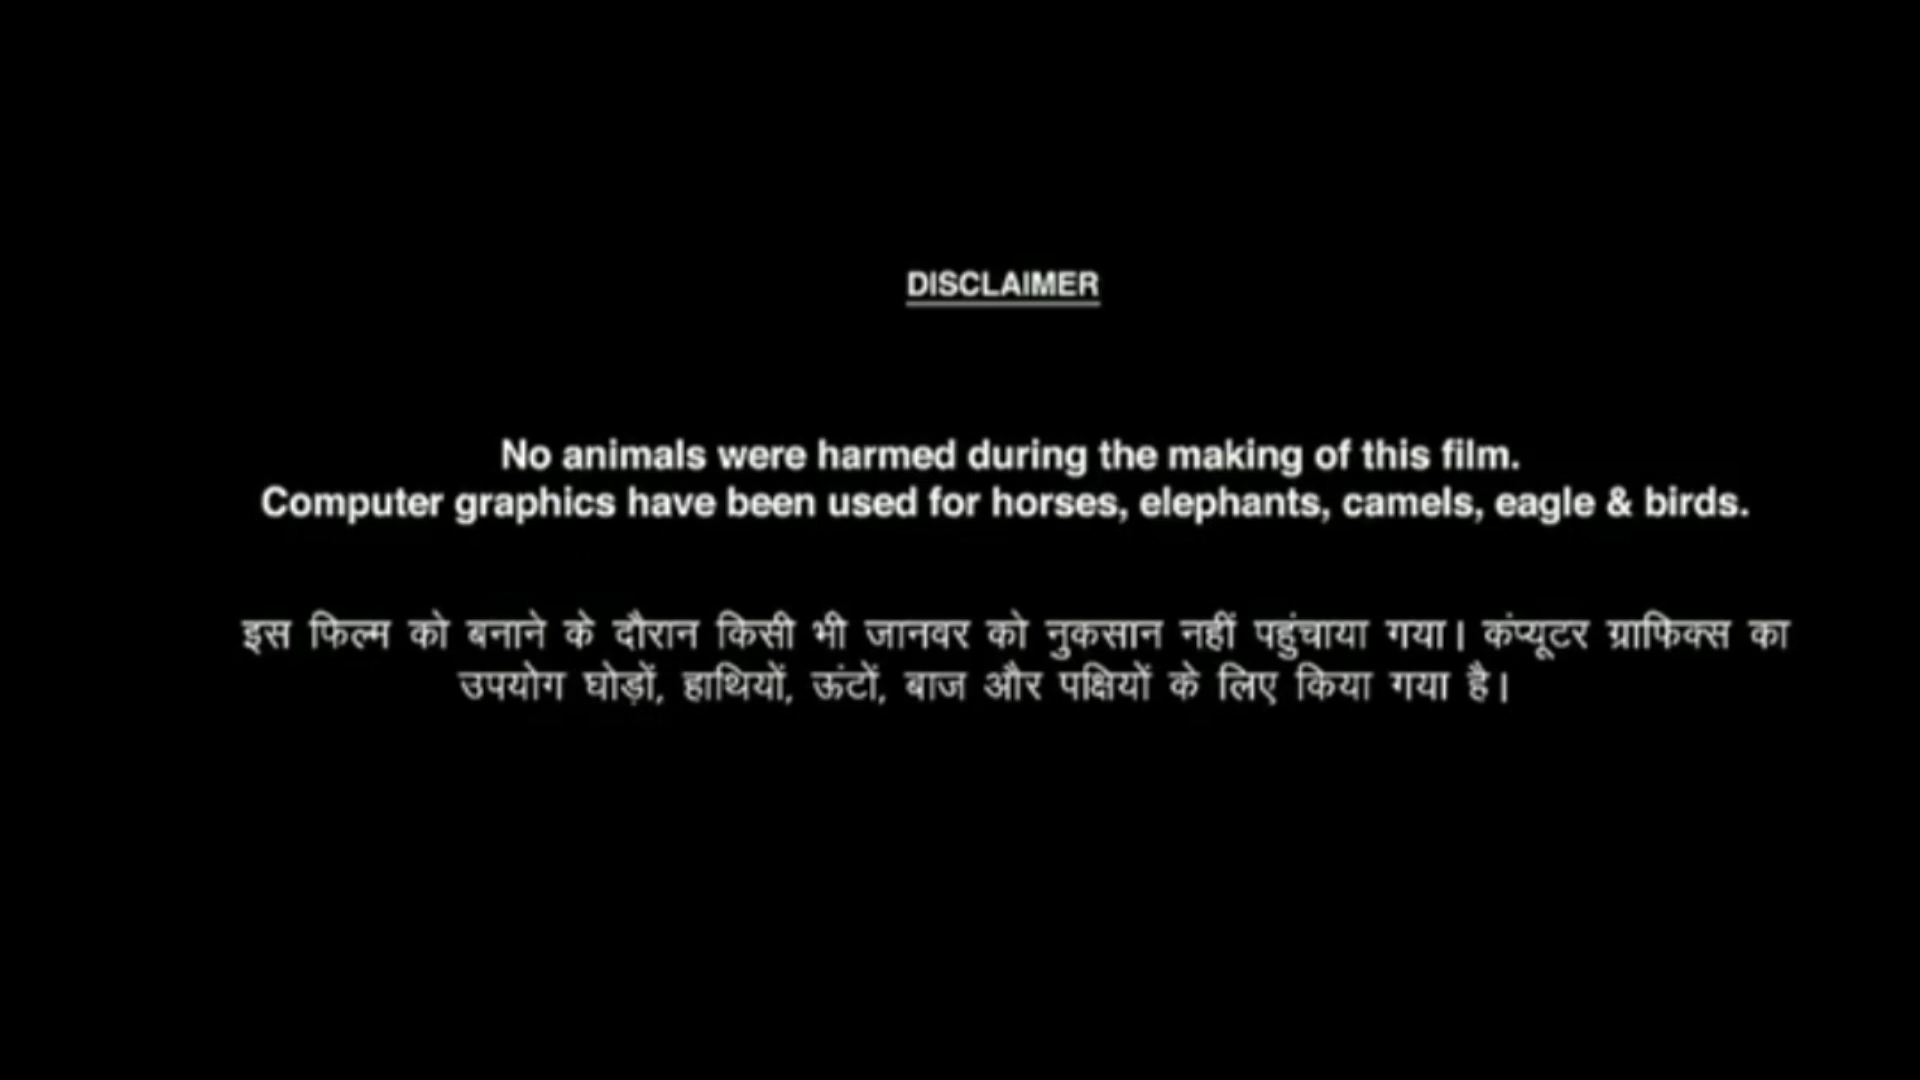 DISCLAIMER
No animals were harmed during the making of this film.
Computer graphics have been used for horses, elephants, camels, eagle & birds.
इस फिल्म को बनाने के दौरान किसी भी जानवर को नुकसान नहीं पहुंचाया गया। कंप्यूटर ग्राफिक्स का
उपयोग घोड़ों, हाथियों, ऊंटों, बाज और पक्षियों के लिए किया गया है।